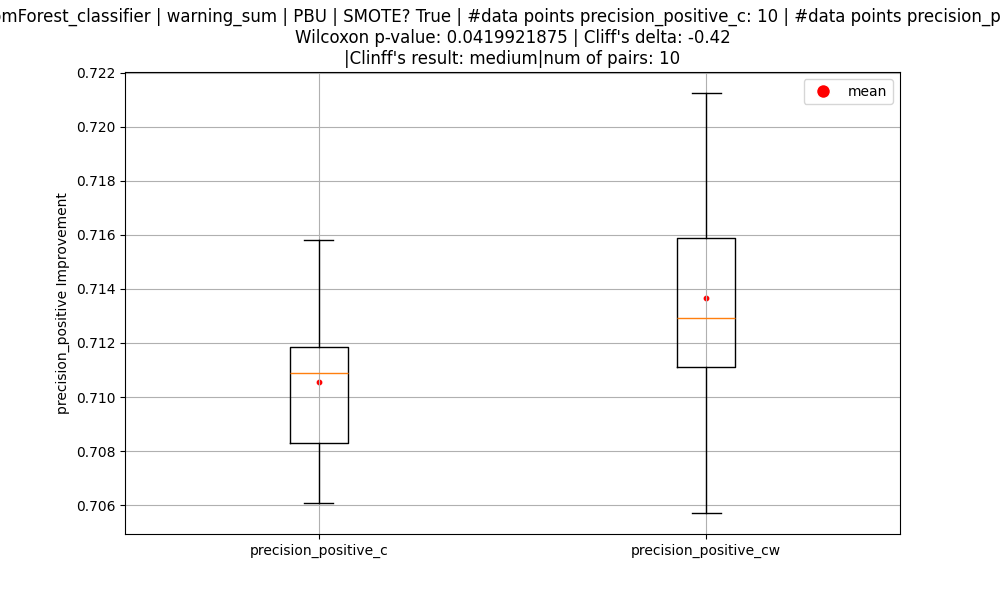 omForest_classifier | warning_sum | PBU | SMOTE? True | #data points precision_positive_c: 10 | #data points precision_p
Wilcoxon p-value: 0.0419921875 | Cliff's delta: -0.42
|Clinff's result: medium|num of pairs: 10
mean
0.722
0.720
0.718
0.716
0.714
0.712
0.710
0.708
0.706
precision_positive Improvement
precision_positive_c
precision_positive_cw